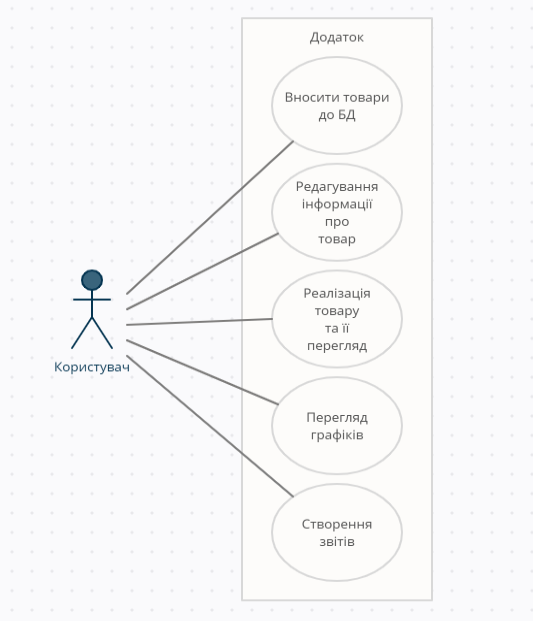 Додаток
Вносити товари
до БД
Редагування
інформації
про
товар
Реалізація
товару
та її
перегляд
Користувач
Перегляд
графіків
Створення
звітів